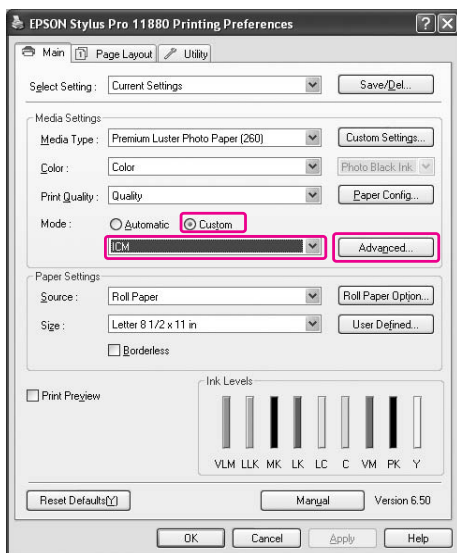 EPSON Stylus Pro 11880 Printing Preferences
Main Page Layout Utility
Select Setting : Current Settings Save/Del...
Media Settings
Media Type : Premium Luster Photo Paper (260) Custom Settings...
Color : Color Photo Black Ink
Print Quality : Quality Paper Config...
Mode : Automatic Custom
ICM Advanced...
Paper Settings
Source : Roll Paper Roll Paper Option...
Size : Letter 8 1/2 x 11 in User Defined...
Borderless
Print Preview
Ink Levels
VLM LLK MK LK LC C VM PK Y
Reset Defaults(Y) Manual Version 6.50
OK Cancel Apply Help